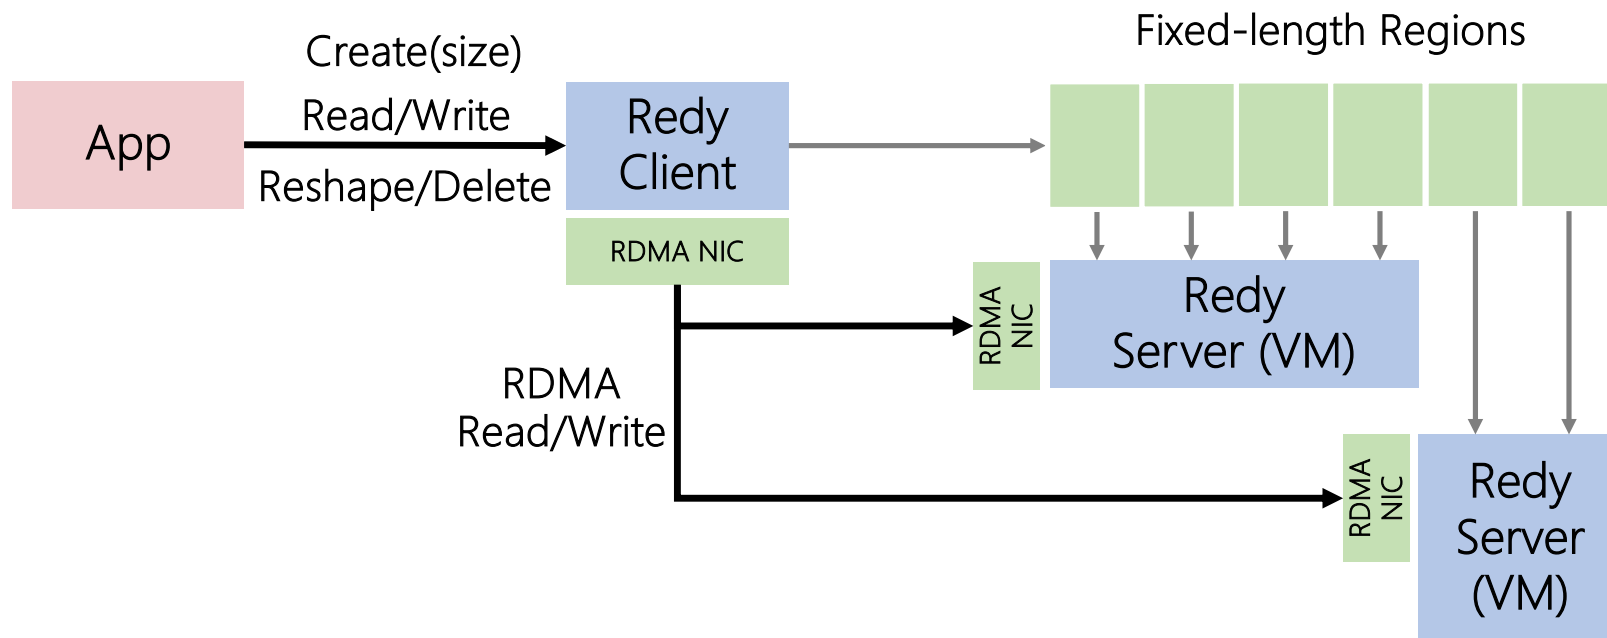 Fixed-length Regions
Create(size)
Read/Write
Reshape/Delete
App
Redy
Client
RDMA NIC
RDMA
NIC
Redy
Server (VM)
RDMA
Read/Write
RDMA
NIC
Redy
Server
(VM)